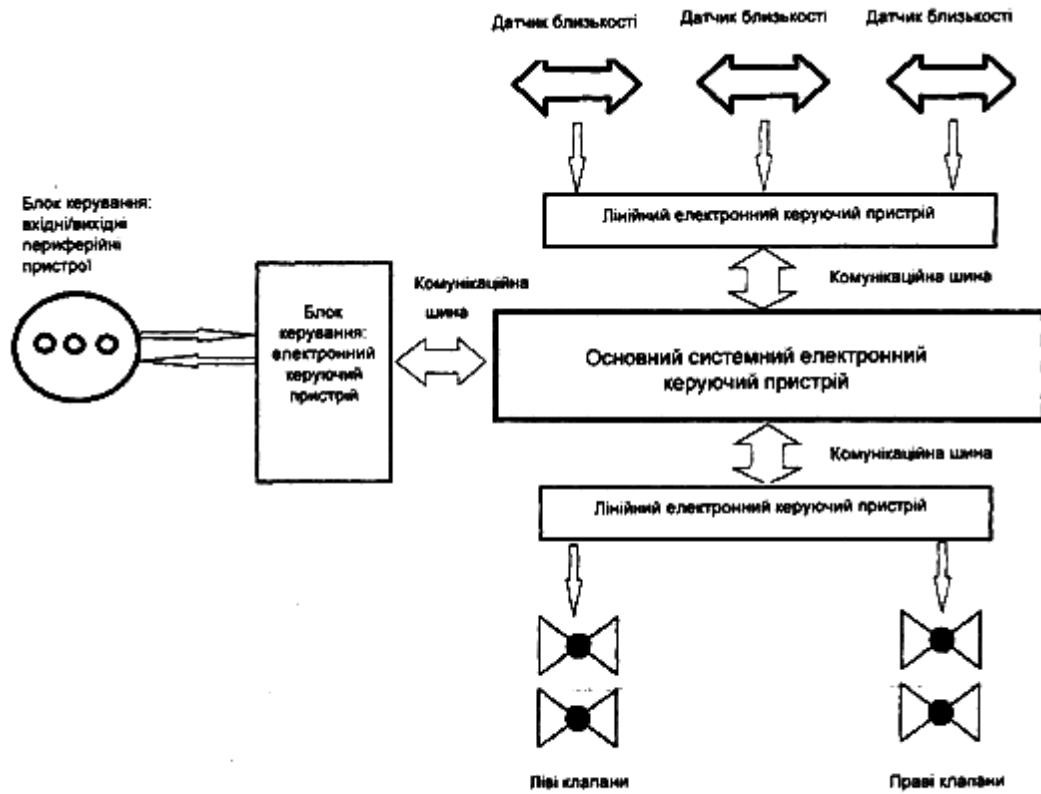 Датчик близькості
Датчик близькості
Датчик близькості
Лінійний електронний керуючий пристрій
Комунікаційна шина
Блок керування:
вхідні/вихідні
периферійні
пристрої
Блок
керування:
електронний
керуючий
пристрій
Комунікаційна
шина
Основний системний електронний
керуючий пристрій
Комунікаційна шина
Лінійний електронний керуючий пристрій
Ліві клапани
Праві клапани